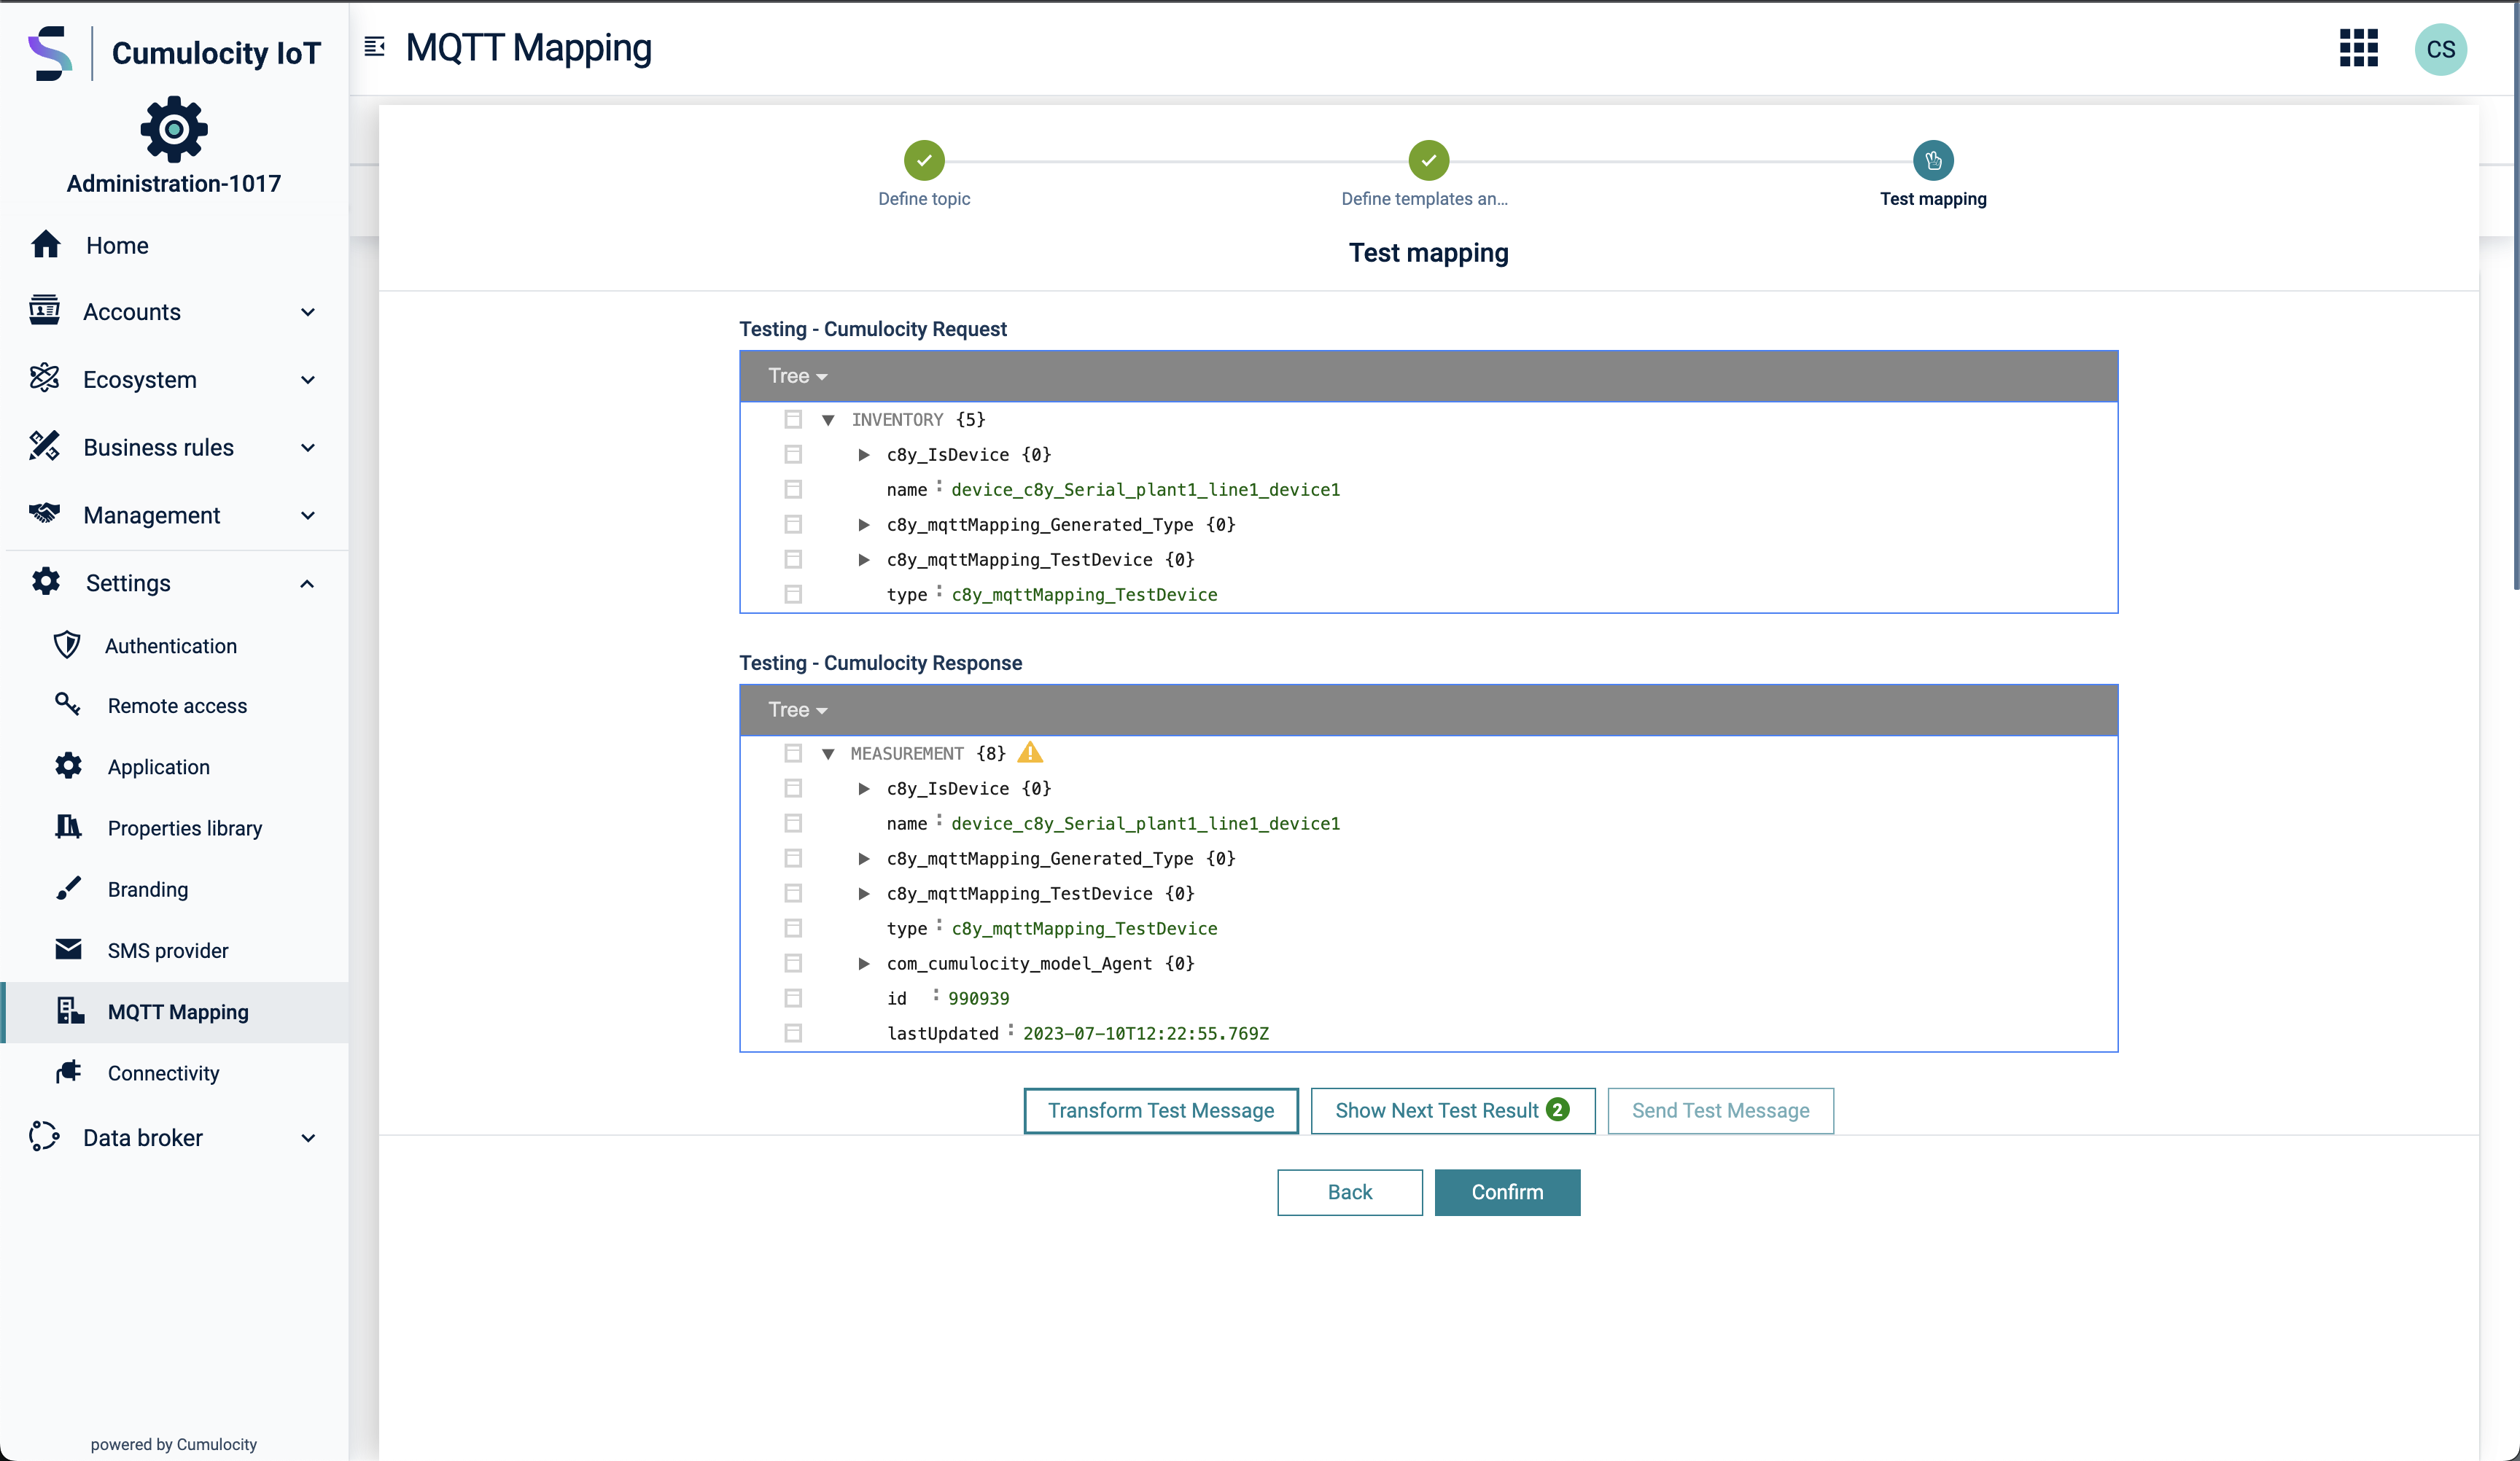 Cumulocity IoT
Administration-1017
Home
Accounts
Ecosystem
Business rules
Management
Settings
Authentication
Remote access
Application
Properties library
Branding
SMS provider
MQTT Mapping
Connectivity
Data broker
powered by Cumulocity
MQTT Mapping
CS
Define topic
Define templates an...
Test mapping
Test mapping
Testing - Cumulocity Request
Tree
INVENTORY {5}
c8y_IsDevice {0}
name : device_c8y_Serial_plant1_line1_device1
c8y_mqttMapping_Generated_Type {0}
c8y_mqttMapping_TestDevice {0}
type : c8y_mqttMapping_TestDevice
Testing - Cumulocity Response
Tree
MEASUREMENT {8}
c8y_IsDevice {0}
name : device_c8y_Serial_plant1_line1_device1
c8y_mqttMapping_Generated_Type {0}
c8y_mqttMapping_TestDevice {0}
type : c8y_mqttMapping_TestDevice
com_cumulocity_model_Agent {0}
id : 990939
lastUpdated : 2023-07-10T12:22:55.769Z
Transform Test Message
Show Next Test Result 2
Send Test Message
Back
Confirm